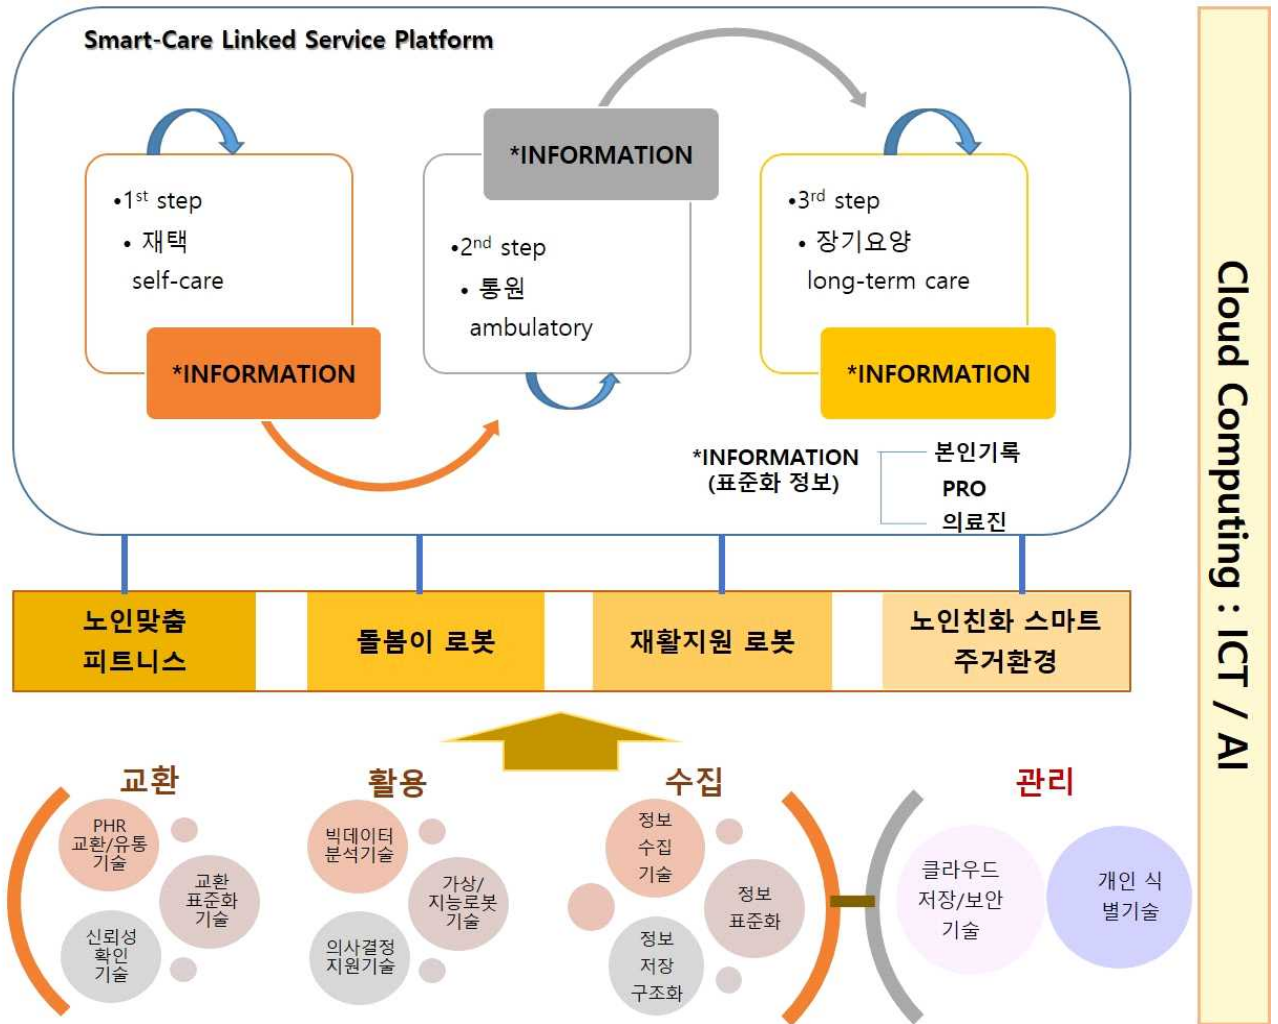 Smart-Care Linked Service Platform
•1st step
• 재택
self-care
*INFORMATION
*INFORMATION
•2nd step
• 통원
ambulatory
•3rd step
• 장기요양
long-term care
*INFORMATION
*INFORMATION
(표준화 정보)
본인기록
PRO
의료진
노인맞춤
피트니스
돌봄이 로봇
재활지원 로봇
노인친화 스마트
주거환경
교환
PHR
교환/유통
기술
교환
표준화
기술
신뢰성
확인
기술
활용
빅데이터
분석기술
가상/
지능로봇
기술
의사결정
지원기술
수집
정보
수집
기술
정보
표준화
정보
저장
구조화
관리
클라우드
저장/보안
기술
개인 식
별기술
Cloud Computing : ICT / AI